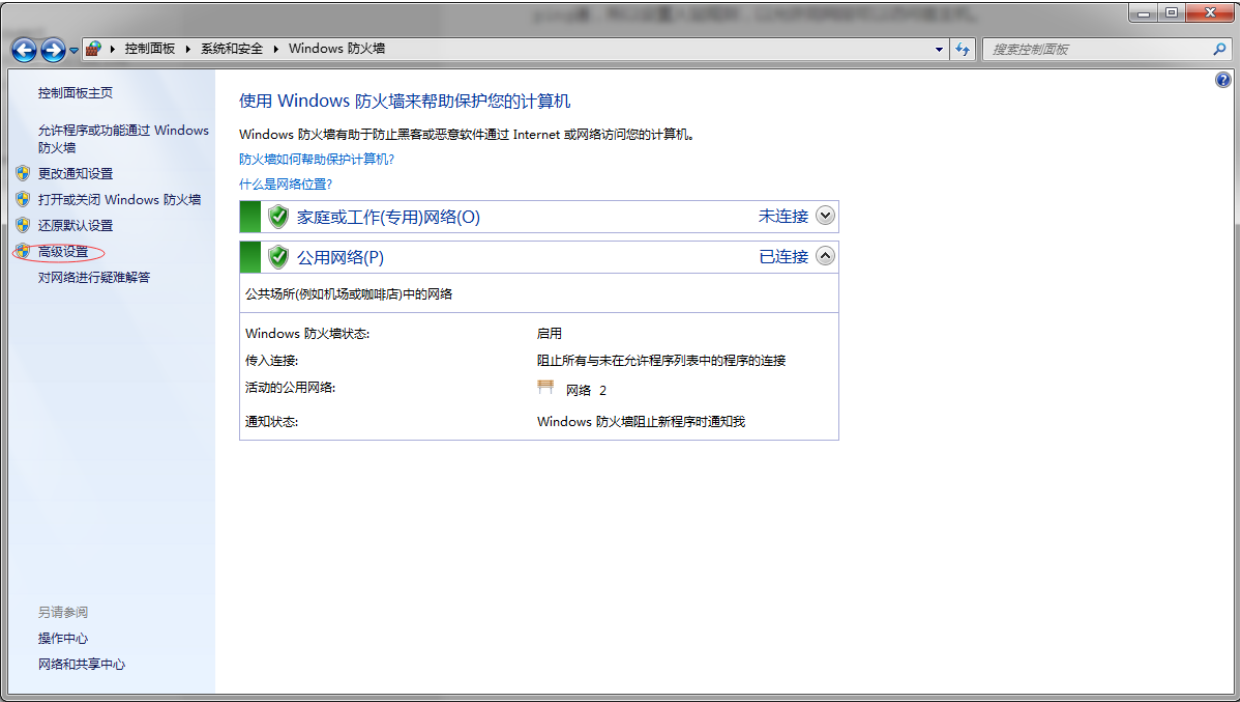 控制面板 系统和安全 Windows 防火墙
搜索控制面板
控制面板主页
允许程序或功能通过 Windows
防火墙
更改通知设置
打开或关闭 Windows 防火墙
还原默认设置
高级设置
对网络进行疑难解答
另请参阅
操作中心
网络和共享中心
使用 Windows 防火墙来帮助保护您的计算机
Windows 防火墙有助于防止黑客或恶意软件通过 Internet 或网络访问您的计算机。
防火墙如何帮助保护计算机?
什么是网络位置?
家庭或工作(专用)网络(O) 未连接
公用网络(P) 已连接
公共场所(例如机场或咖啡店)中的网络
Windows 防火墙状态: 启用
传入连接: 阻止所有与未在允许程序列表中的程序的连接
活动的公用网络: 网络 2
通知状态: Windows 防火墙阻止新程序时通知我